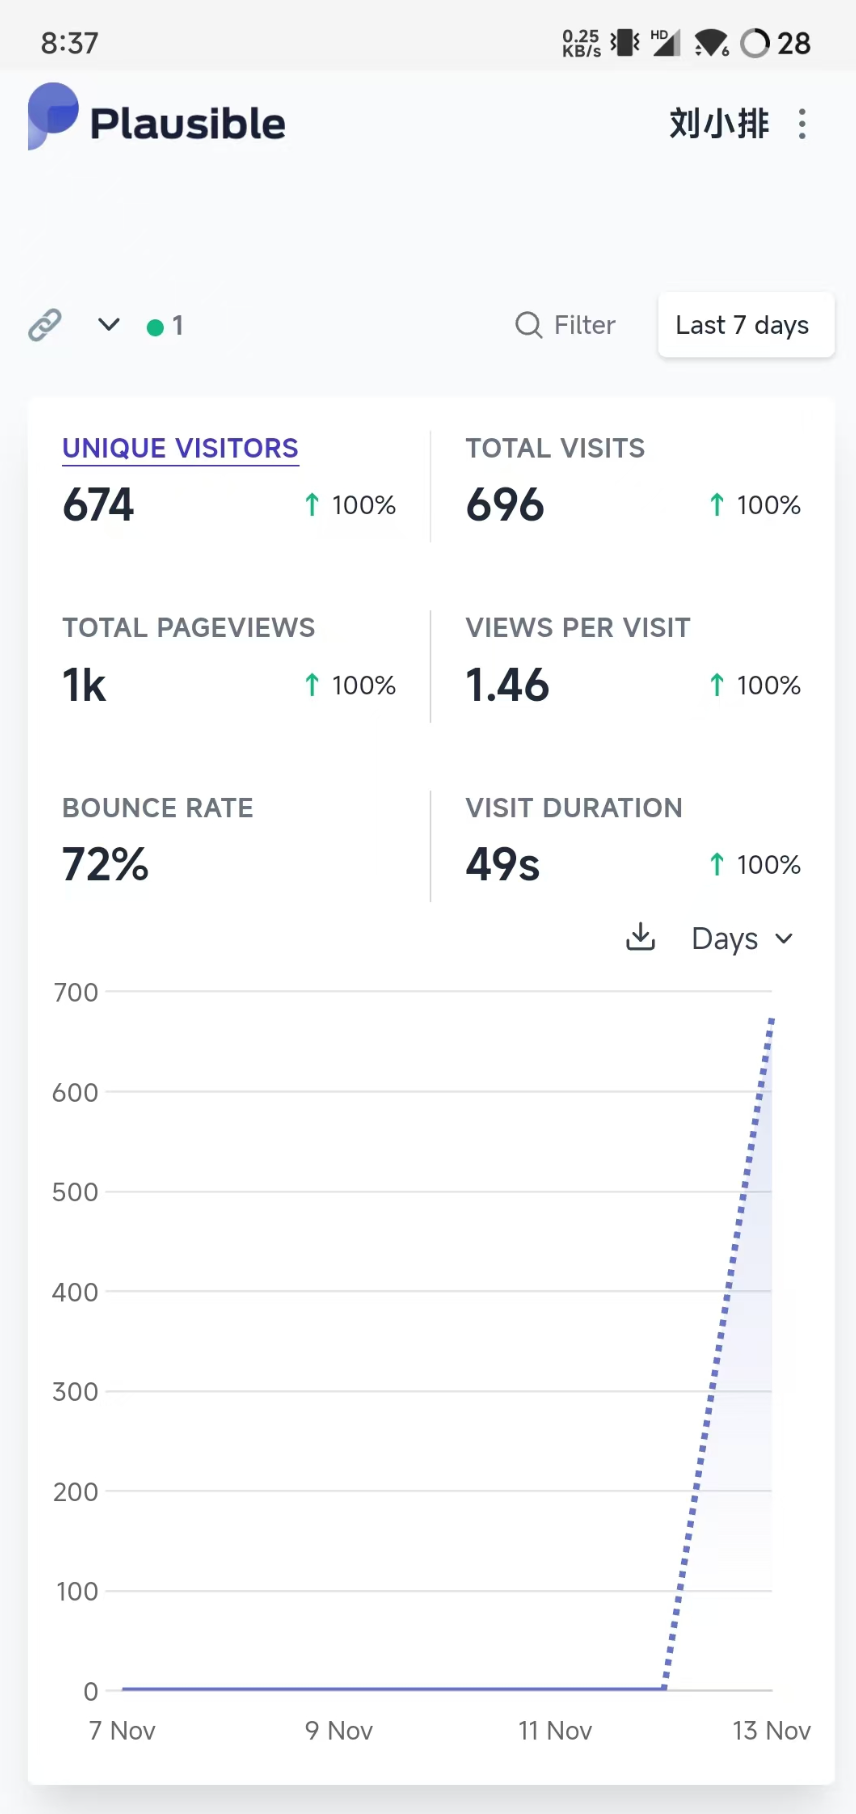 8:37
0.25 KB/s HD 6 28
Plausible
刘小排
1
Filter
Last 7 days
UNIQUE VISITORS
674
↑ 100%
TOTAL VISITS
696
↑ 100%
TOTAL PAGEVIEWS
1k
↑ 100%
VIEWS PER VISIT
1.46
↑ 100%
BOUNCE RATE
72%
VISIT DURATION
49s
↑ 100%
Days
700
600
500
400
300
200
100
0
7 Nov
9 Nov
11 Nov
13 Nov